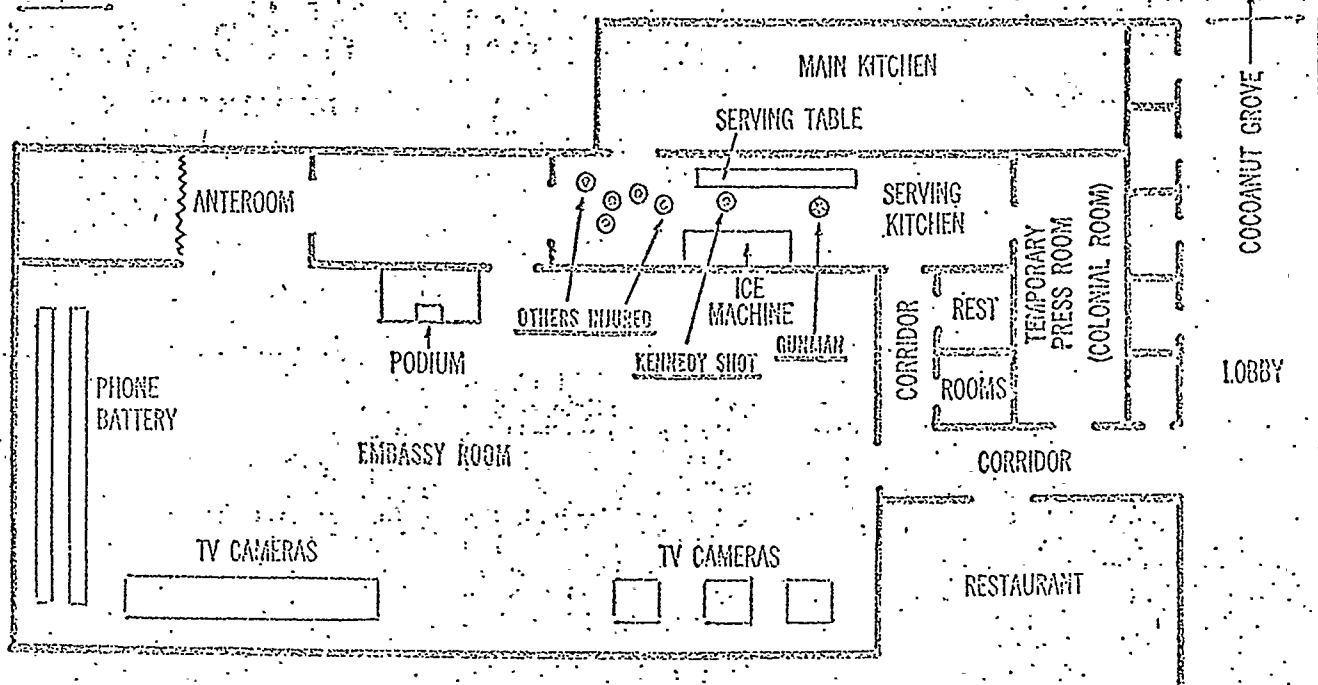 MAIN KITCHEN
COCOANUT GROVE
SERVING TABLE
ANTEROOM
SERVING
KITCHEN
TEMPORARY
PRESS ROOM
(COLONIAL ROOM)
OTHERS INJURED
ICE
MACHINE
KENNEDY SHOT
GUNMAN
CORRIDOR
REST
ROOMS
PODIUM
LOBBY
PHONE
BATTERY
EMBASSY ROOM
CORRIDOR
TV CAMERAS
TV CAMERAS
RESTAURANT